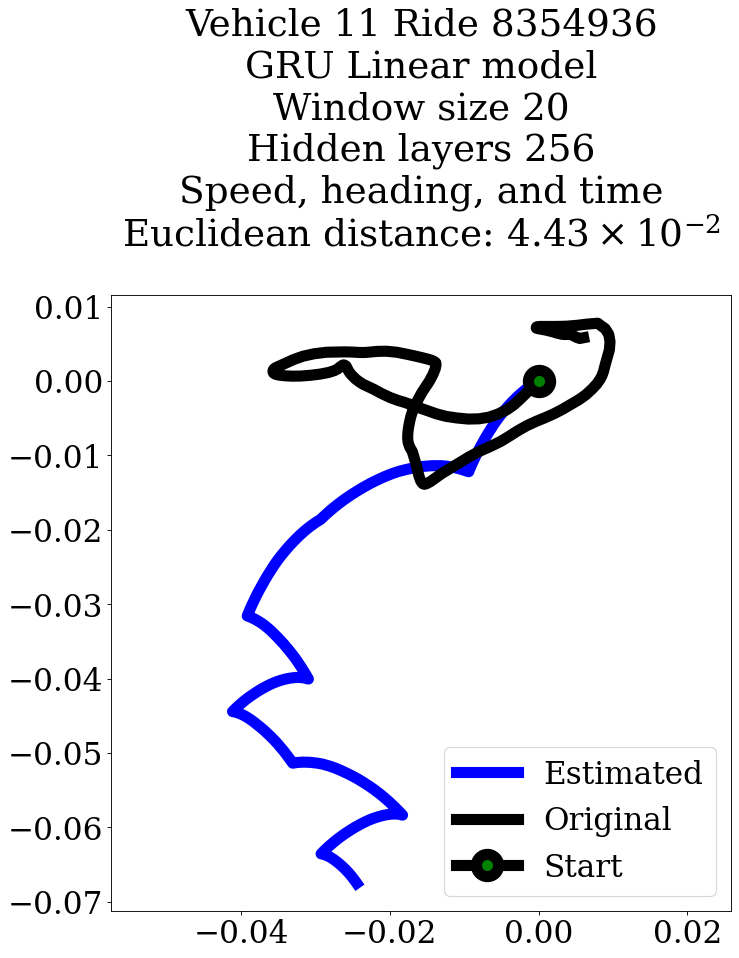 Vehicle 11 Ride 8354936
GRU Linear model
Window size 20
Hidden layers 256
Speed, heading, and time
Euclidean distance: 4.43 × 10⁻²
0.01
0.00
−0.01
−0.02
−0.03
−0.04
−0.05
−0.06
−0.07
Estimated
Original
Start
−0.04 −0.02 0.00 0.02